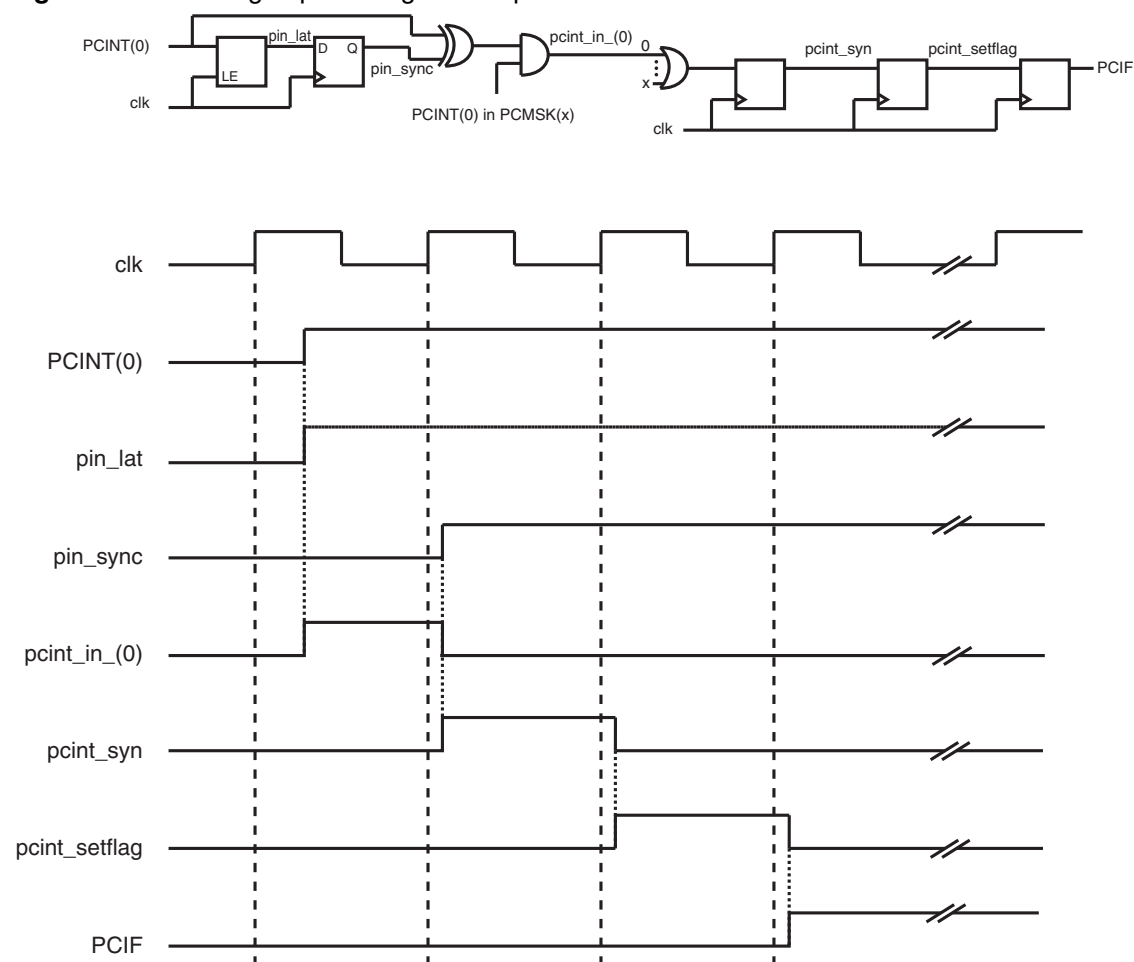 PCINT(0)
clk
LE
pin_lat
D Q
pin_sync
pcint_in_(0)
PCINT(0) in PCMSK(x)
0
x
clk
pcint_syn
pcint_setflag
PCIF
clk
PCINT(0)
pin_lat
pin_sync
pcint_in_(0)
pcint_syn
pcint_setflag
PCIF